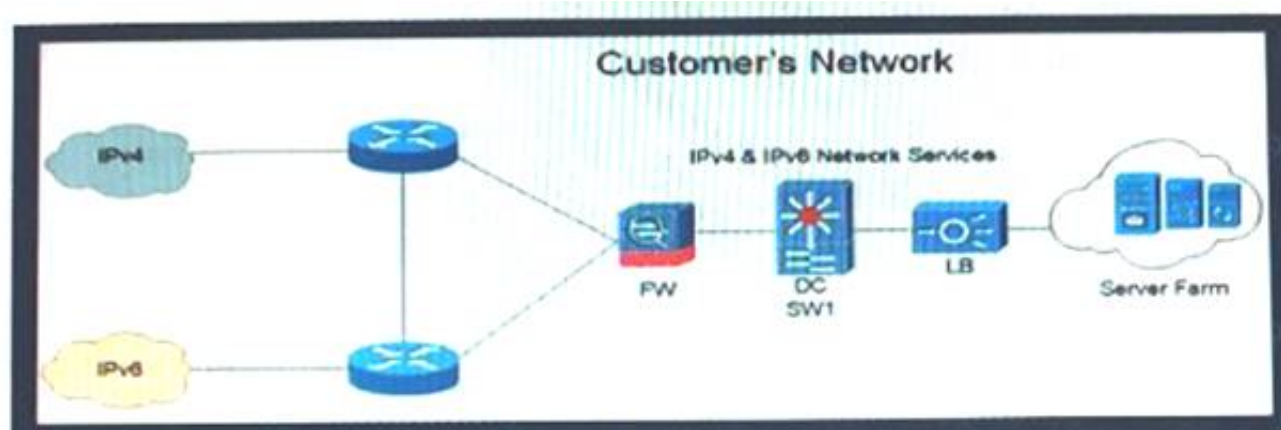 Customer's Network
IPv4
IPv4 & IPv6 Network Services
FW
DC
SW1
LB
Server Farm
IPv6